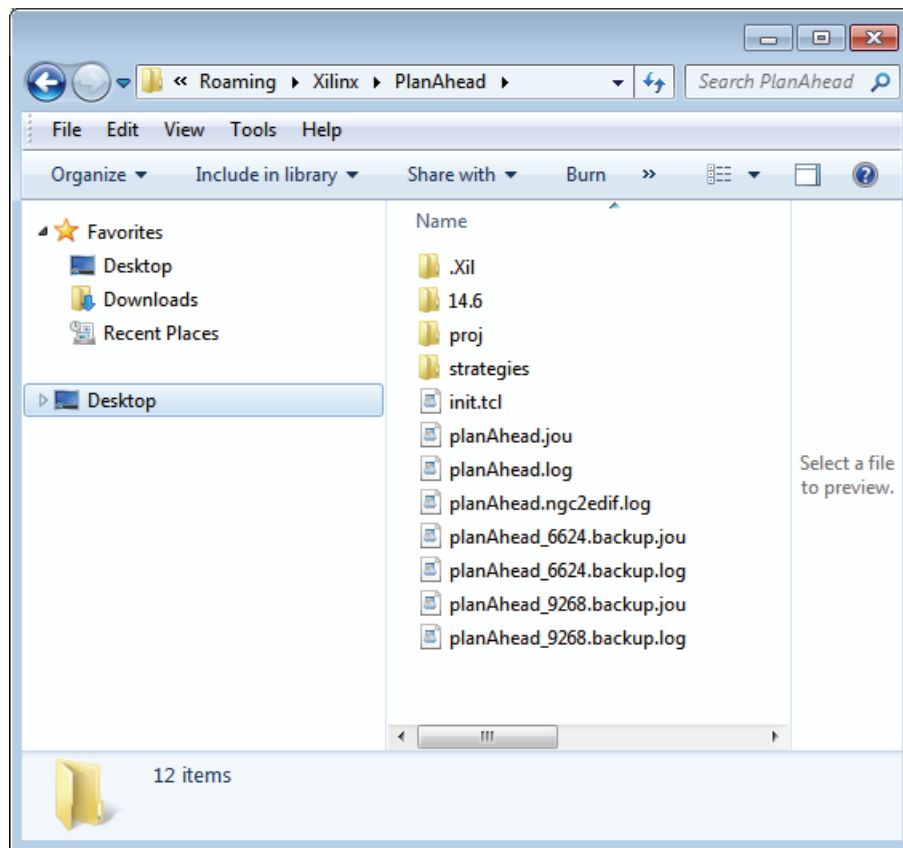 « Roaming ▸ Xilinx ▸ PlanAhead ▸ Search PlanAhead
File Edit View Tools Help
Organize Include in library Share with Burn »
Favorites
Desktop
Downloads
Recent Places
Desktop
Name
.Xil
14.6
proj
strategies
init.tcl
planAhead.jou
planAhead.log
planAhead.ngc2edif.log
planAhead_6624.backup.jou
planAhead_6624.backup.log
planAhead_9268.backup.jou
planAhead_9268.backup.log
Select a file
to preview.
12 items